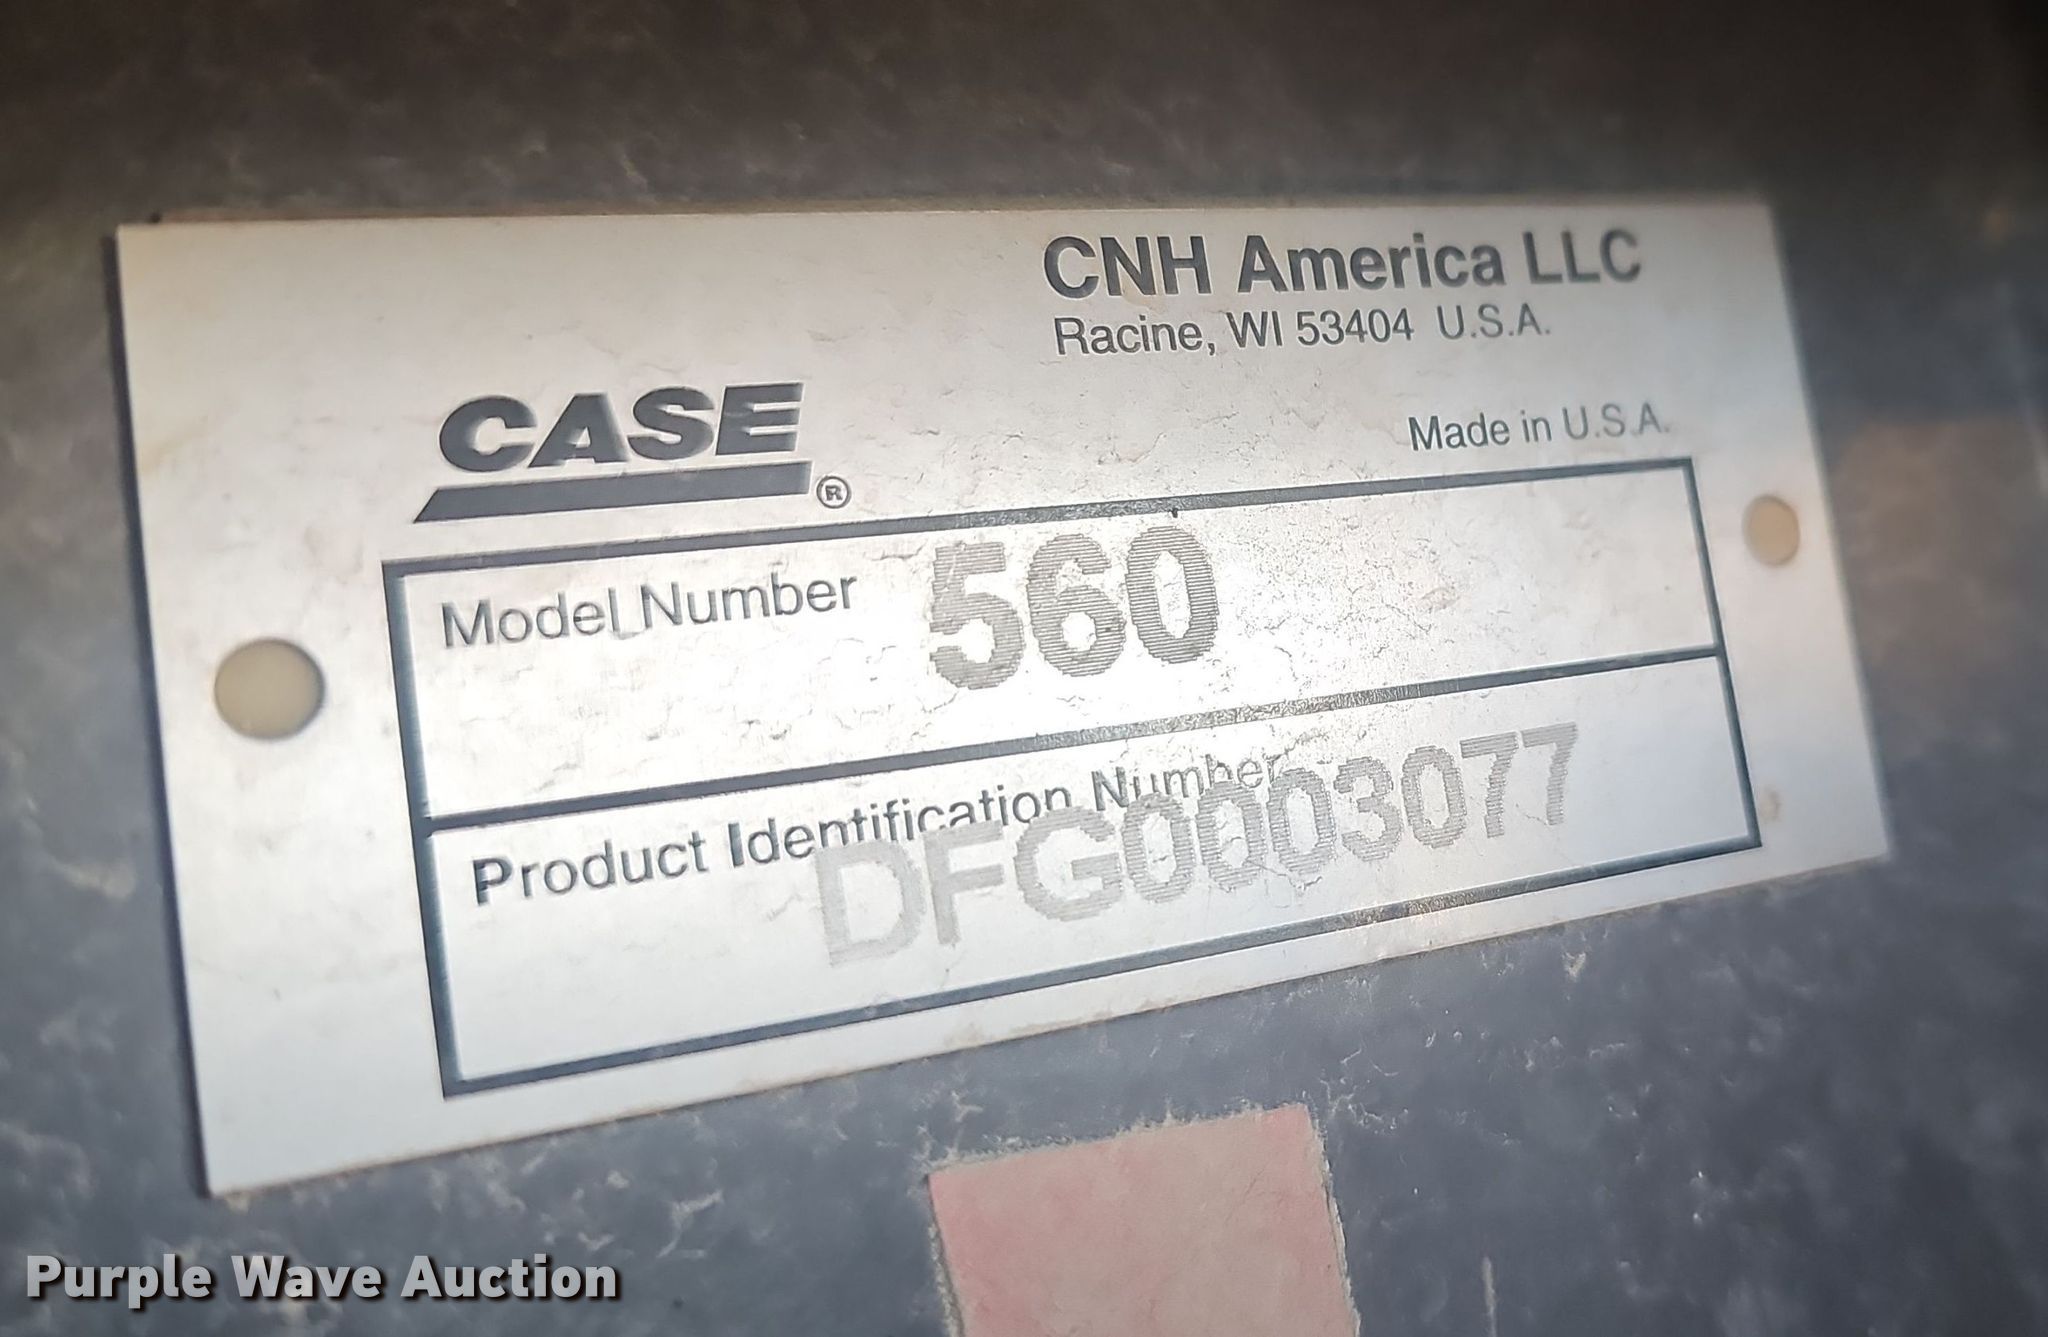 CNH America LLC
Racine, WI 53404 U.S.A.
CASE®
Made in U.S.A.
Model Number 560
Product Identification Number
DFG0003077
Purple Wave Auction